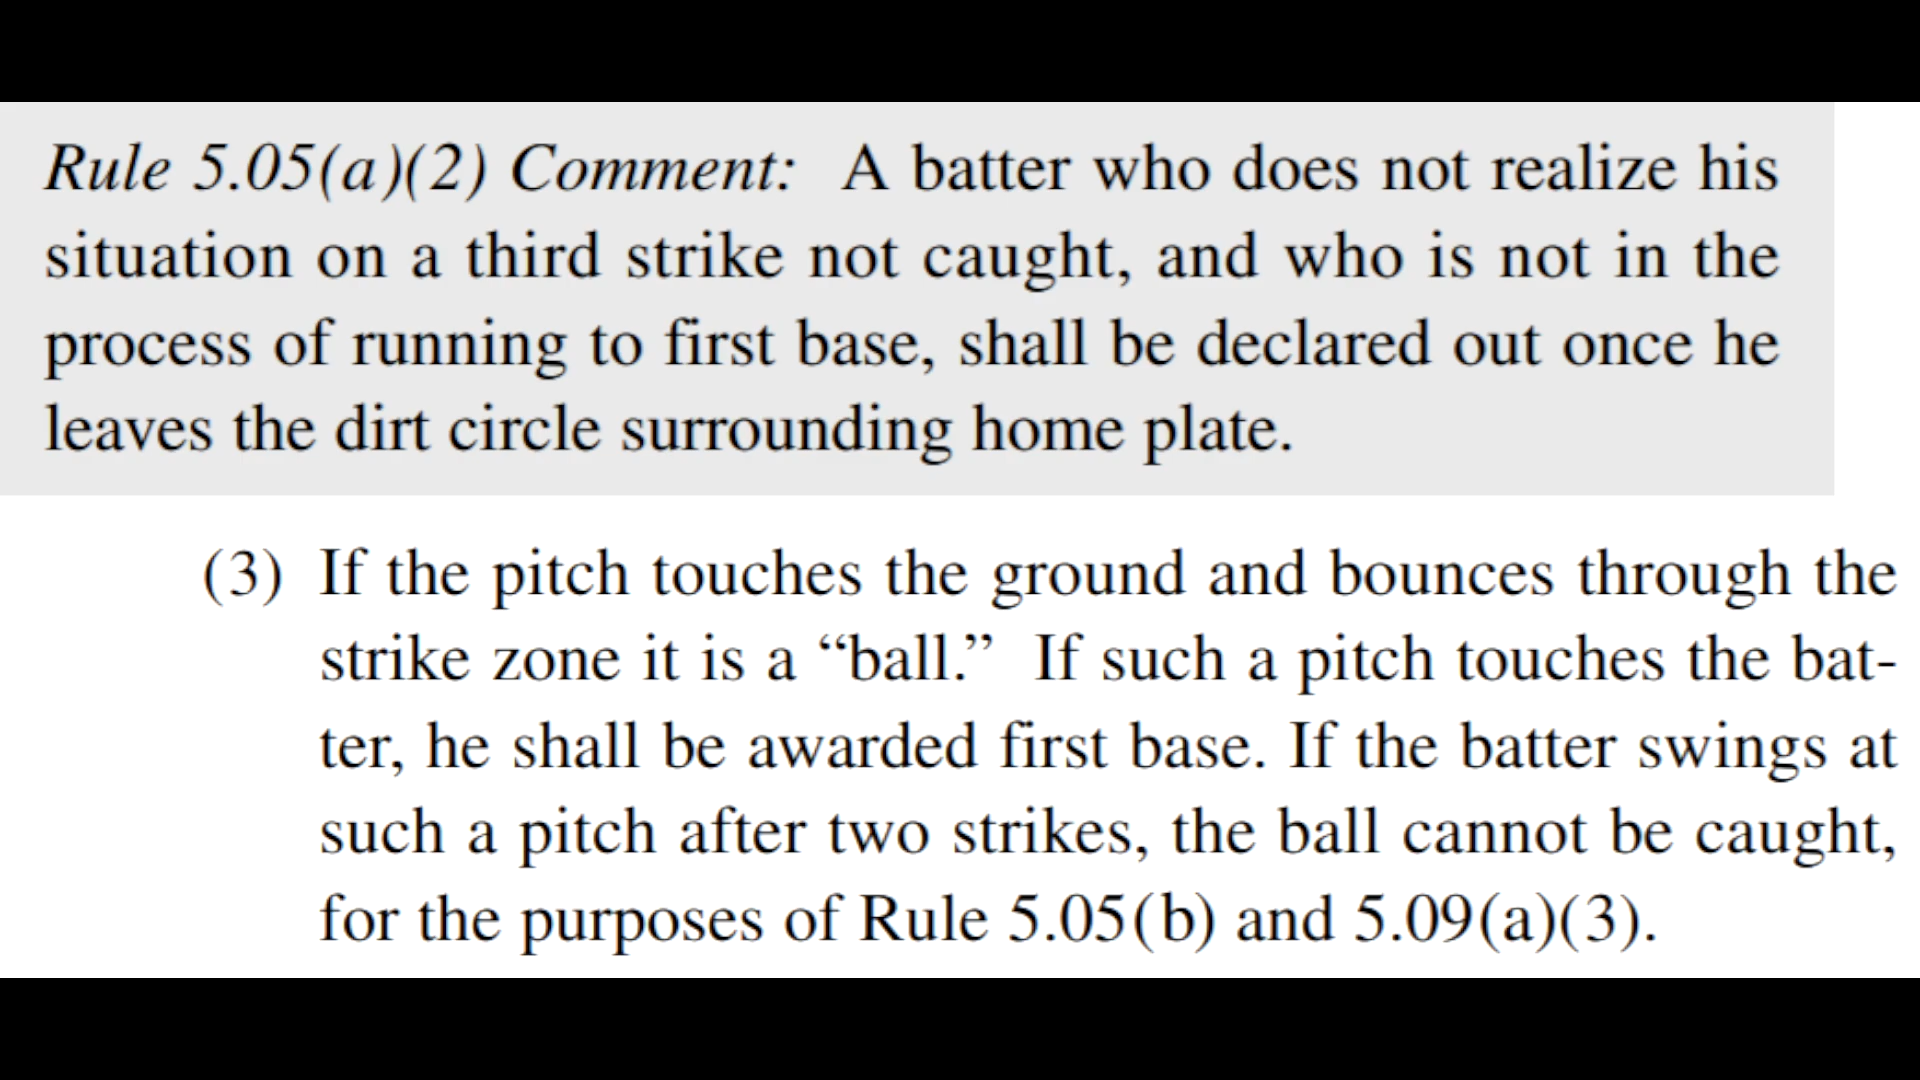 Rule 5.05(a)(2) Comment: A batter who does not realize his
situation on a third strike not caught, and who is not in the
process of running to first base, shall be declared out once he
leaves the dirt circle surrounding home plate.
(3) If the pitch touches the ground and bounces through the
strike zone it is a “ball.” If such a pitch touches the bat-
ter, he shall be awarded first base. If the batter swings at
such a pitch after two strikes, the ball cannot be caught,
for the purposes of Rule 5.05(b) and 5.09(a)(3).